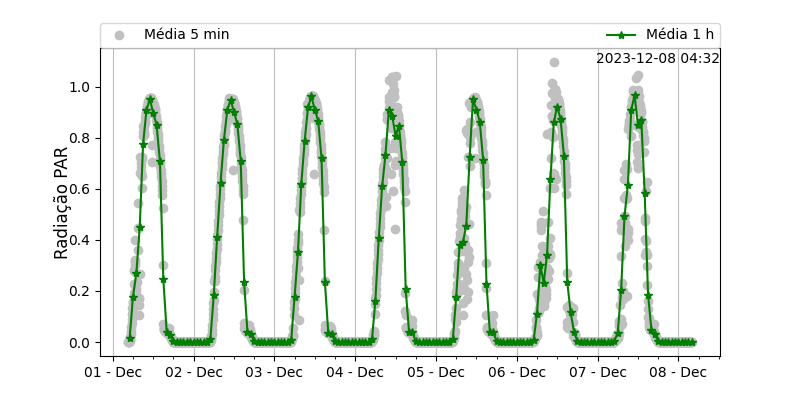 Média 5 min
Média 1 h
2023-12-08 04:32
Radiação PAR
1.0
0.8
0.6
0.4
0.2
0.0
01 - Dec
02 - Dec
03 - Dec
04 - Dec
05 - Dec
06 - Dec
07 - Dec
08 - Dec